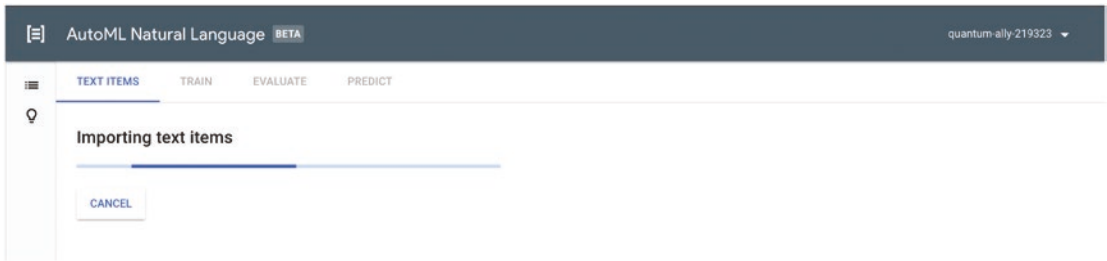 AutoML Natural Language BETA
quantum-ally-219323
TEXT ITEMS TRAIN EVALUATE PREDICT
Importing text items
CANCEL